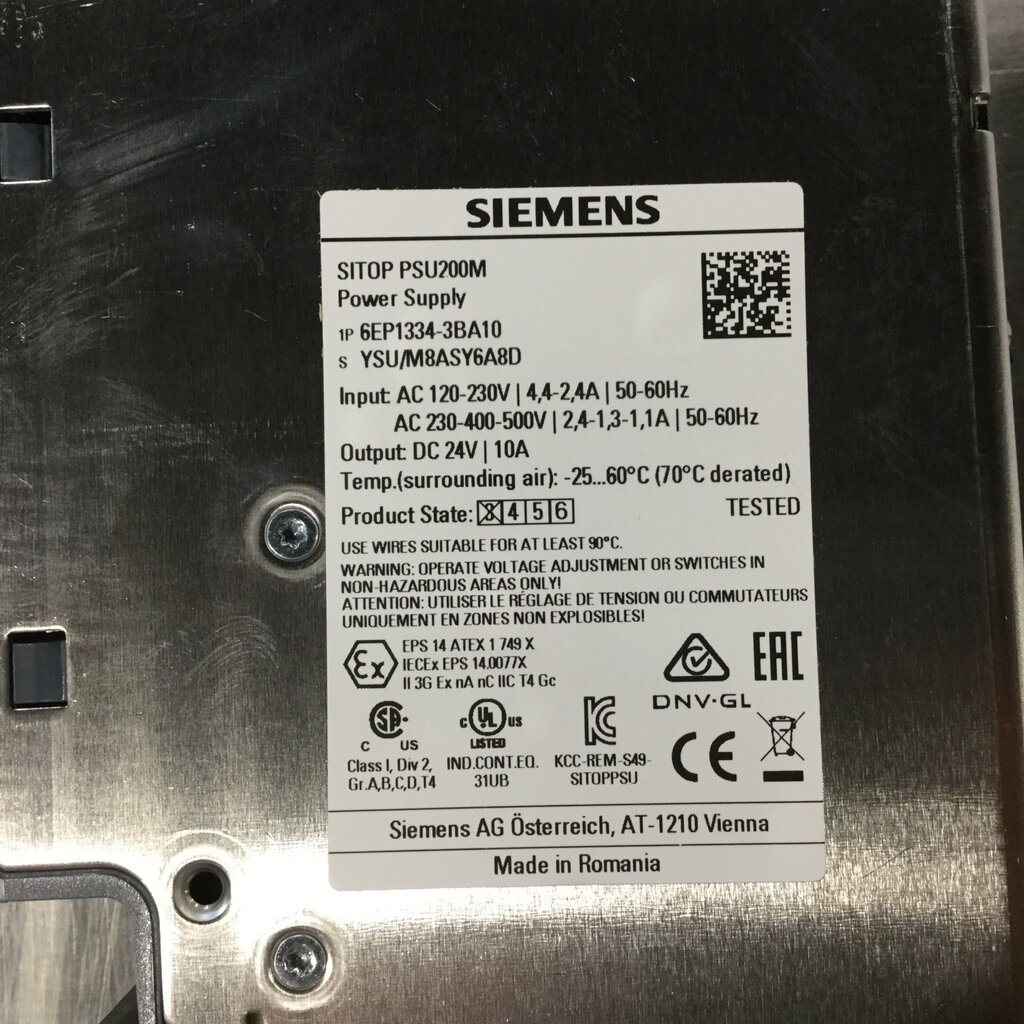 SIEMENS
SITOP PSU200M
Power Supply
1P 6EP1334-3BA10
S YSU/M8ASY6A8D
Input: AC 120-230V | 4,4-2,4A | 50-60Hz
AC 230-400-500V | 2,4-1,3-1,1A | 50-60Hz
Output: DC 24V | 10A
Temp.(surrounding air): -25...60°C (70°C derated)
Product State: 3 4 5 6 TESTED
USE WIRES SUITABLE FOR AT LEAST 90°C.
WARNING: OPERATE VOLTAGE ADJUSTMENT OR SWITCHES IN
NON-HAZARDOUS AREAS ONLY!
ATTENTION: UTILISER LE RÉGLAGE DE TENSION OU COMMUTATEURS
UNIQUEMENT EN ZONES NON EXPLOSIBLES!
Ex EPS 14 ATEX 1 749 X
IECEx EPS 14.0077X
II 3G Ex nA nC IIC T4 Gc
EAC
DNV·GL
C SP US
Class I, Div 2,
Gr.A,B,C,D,T4
C UL US
LISTED
IND.CONT.EQ.
31UB
KC
KCC-REM-S49-
SITOPPSU
CE
Siemens AG Österreich, AT-1210 Vienna
Made in Romania